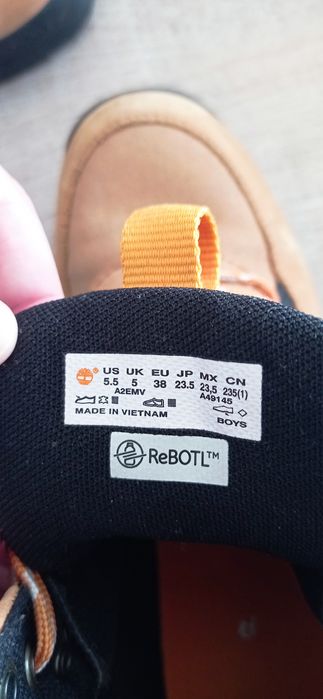 US UK EU JP MX CN
5.5 5 38 23.5 23,5 235(1)
A2EMV A49145
MADE IN VIETNAM BOYS
ReBOTL™